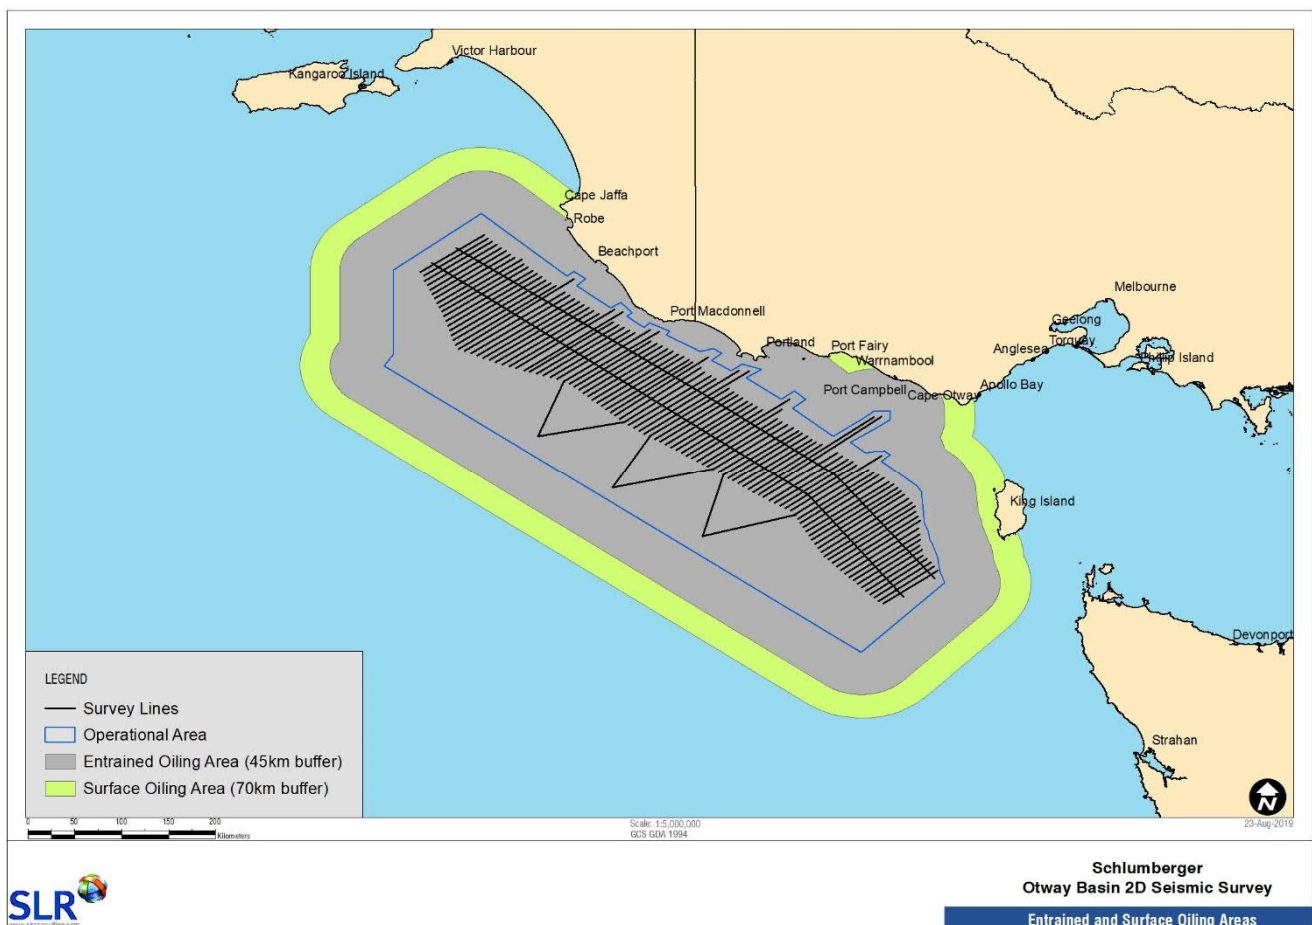 Victor Harbour
Kangaroo Island
Cape Jaffa
Robe
Beachport
Port Macdonnell
Portland
Port Fairy
Warrnambool
Port Campbell
Cape Otway
Apollo Bay
Anglesea
Torquay
Geelong
Melbourne
Phillip Island
King Island
Devonport
Strahan
LEGEND
Survey Lines
Operational Area
Entrained Oiling Area (45km buffer)
Surface Oiling Area (70km buffer)
0 50 100 150 200
Kilometers
Scale: 1:5,000,000
GCS GDA 1994
23-Aug-2019
N
SLR
Schlumberger
Otway Basin 2D Seismic Survey
Entrained and Surface Oiling Areas